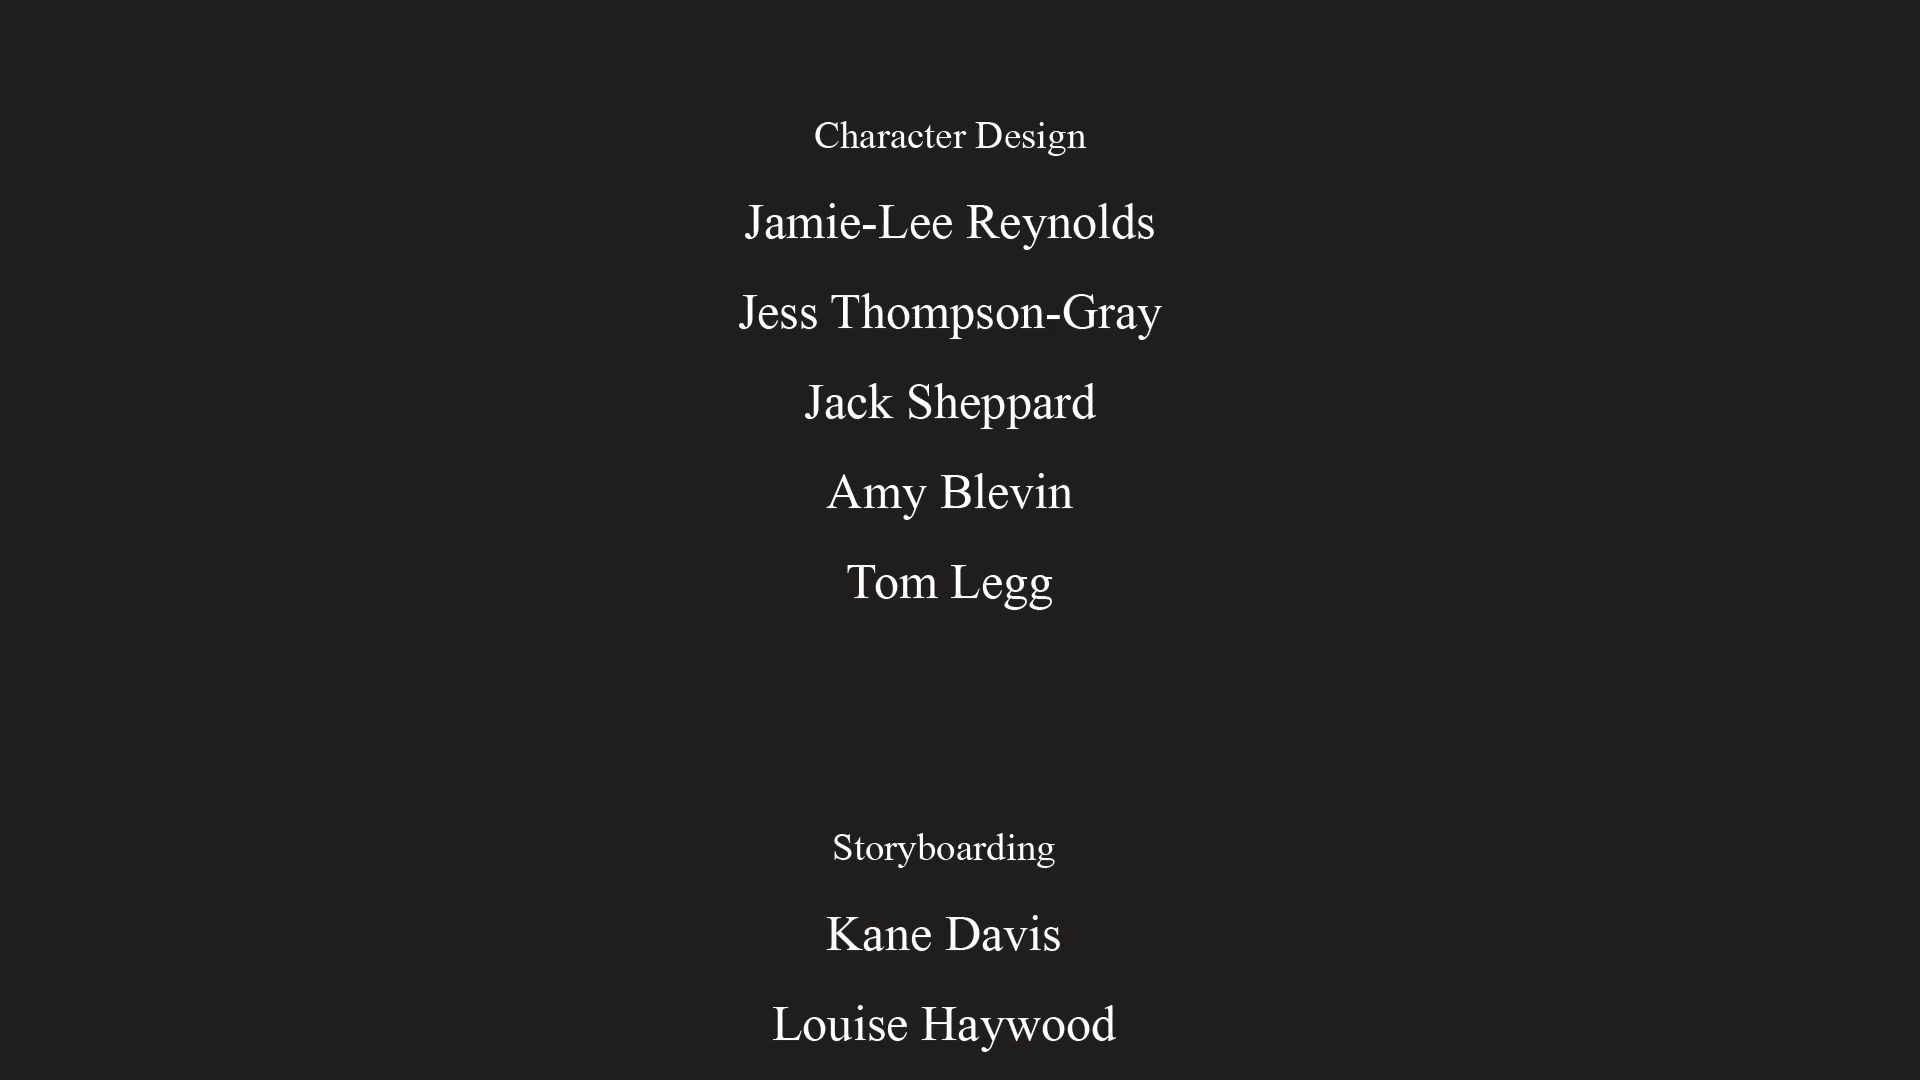 Character Design
Jamie-Lee Reynolds
Jess Thompson-Gray
Jack Sheppard
Amy Blevin
Tom Legg
Storyboarding
Kane Davis
Louise Haywood